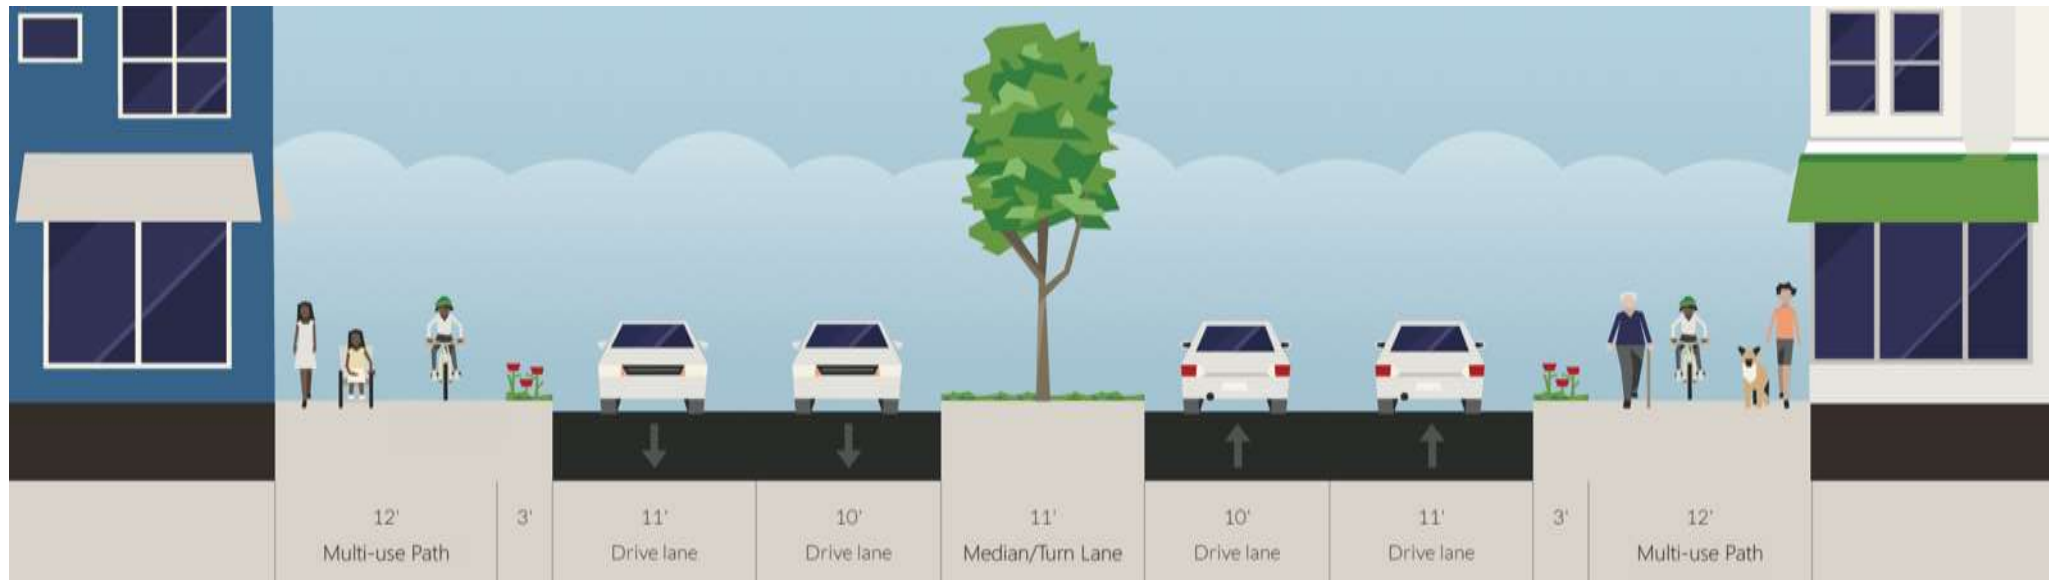 12' 3' 11' 10' 11' 10' 11' 3' 12'
Multi-use Path Drive lane Drive lane Median/Turn Lane Drive lane Drive lane Multi-use Path